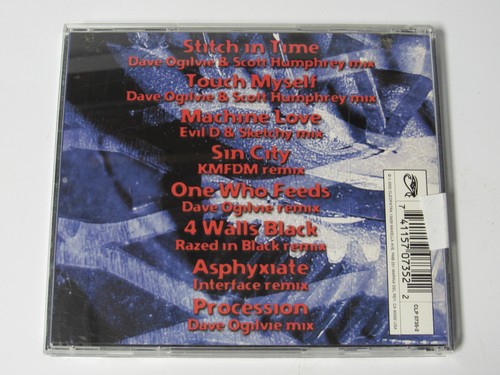 Stitch in Time
Dave Ogilvie & Scott Humphrey mix
Touch Myself
Dave Ogilvie & Scott Humphrey mix
Machine Love
Evil D & Sketchy mix
Sin City
KMFDM remix
One Who Feeds
Dave Ogilvie remix
4 Walls Black
Razed in Black remix
Asphyxiate
Interface remix
Procession
Dave Ogilvie mix
7 41157 07352 2
CLP 0735-2